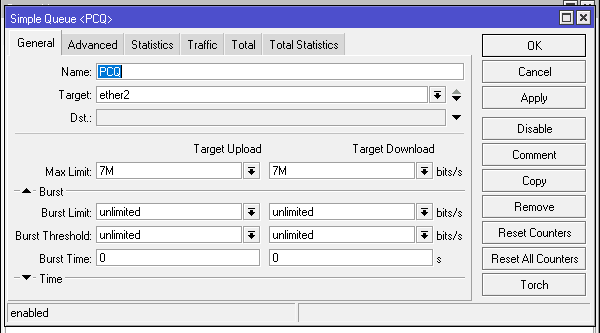 Simple Queue <PCQ>
General Advanced Statistics Traffic Total Total Statistics
Name: PCQ
Target: ether2
Dst.:
Target Upload Target Download
Max Limit: 7M 7M bits/s
Burst
Burst Limit: unlimited unlimited bits/s
Burst Threshold: unlimited unlimited bits/s
Burst Time: 0 0 s
Time
enabled
OK
Cancel
Apply
Disable
Comment
Copy
Remove
Reset Counters
Reset All Counters
Torch